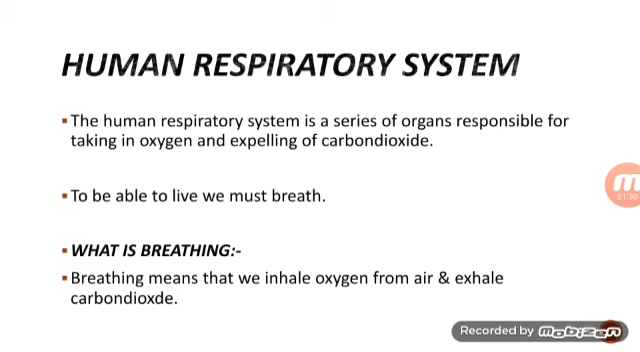 HUMAN RESPIRATORY SYSTEM
▪ The human respiratory system is a series of organs responsible for
taking in oxygen and expelling of carbondioxide.
▪ To be able to live we must breath.
▪ WHAT IS BREATHING:-
▪ Breathing means that we inhale oxygen from air & exhale
carbondioxde.
01:30
Recorded by mobizen